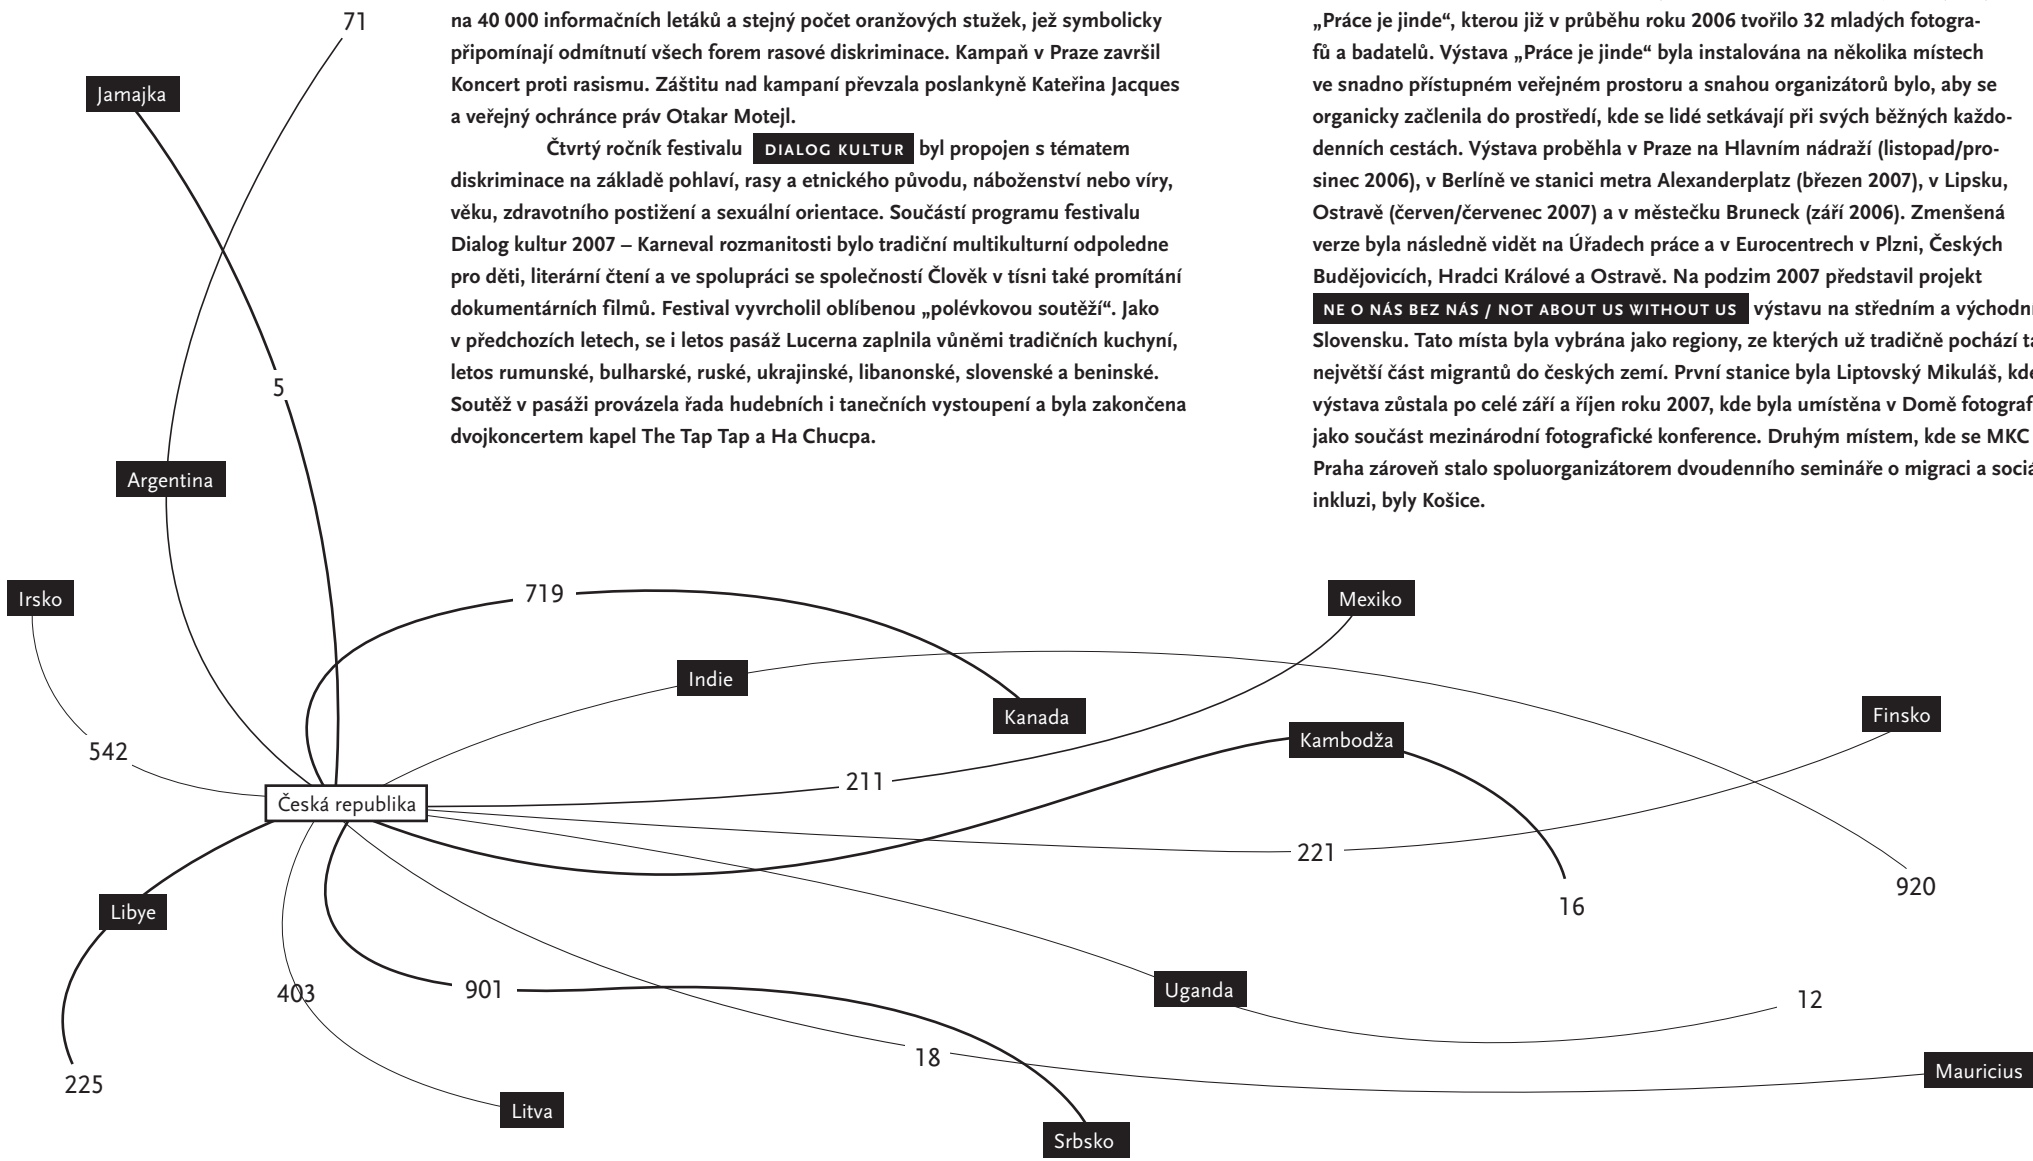 na 40 000 informačních letáků a stejný počet oranžových stužek, jež symbolicky
připomínají odmítnutí všech forem rasové diskriminace. Kampaň v Praze završil
Koncert proti rasismu. Záštitu nad kampaní převzala poslankyně Kateřina Jacques
a veřejný ochránce práv Otakar Motejl.
Čtvrtý ročník festivalu DIALOG KULTUR byl propojen s tématem
diskriminace na základě pohlaví, rasy a etnického původu, náboženství nebo víry,
věku, zdravotního postižení a sexuální orientace. Součástí programu festivalu
Dialog kultur 2007 – Karneval rozmanitosti bylo tradiční multikulturní odpoledne
pro děti, literární čtení a ve spolupráci se společností Člověk v tísni také promítání
dokumentárních filmů. Festival vyvrcholil oblíbenou „polévkovou soutěží“. Jako
v předchozích letech, se i letos pasáž Lucerna zaplnila vůněmi tradičních kuchyní,
letos rumunské, bulharské, ruské, ukrajinské, libanonské, slovenské a beninské.
Soutěž v pasáži provázela řada hudebních i tanečních vystoupení a byla zakončena
dvojkoncertem kapel The Tap Tap a Ha Chucpa.
„Práce je jinde“, kterou již v průběhu roku 2006 tvořilo 32 mladých fotogra-
fů a badatelů. Výstava „Práce je jinde“ byla instalována na několika místech
ve snadno přístupném veřejném prostoru a snahou organizátorů bylo, aby se
organicky začlenila do prostředí, kde se lidé setkávají při svých běžných každo-
denních cestách. Výstava proběhla v Praze na Hlavním nádraží (listopad/pro-
sinec 2006), v Berlíně ve stanici metra Alexanderplatz (březen 2007), v Lipsku,
Ostravě (červen/červenec 2007) a v městečku Bruneck (září 2006). Zmenšená
verze byla následně vidět na Úřadech práce a v Eurocentrech v Plzni, Českých
Budějovicích, Hradci Králové a Ostravě. Na podzim 2007 představil projekt
NE O NÁS BEZ NÁS / NOT ABOUT US WITHOUT US výstavu na středním a východní
Slovensku. Tato místa byla vybrána jako regiony, ze kterých už tradičně pochází
největší část migrantů do českých zemí. První stanice byla Liptovský Mikuláš, kde
výstava zůstala po celé září a říjen roku 2007, kde byla umístěna v Domě fotograf
jako součást mezinárodní fotografické konference. Druhým místem, kde se MKC
Praha zároveň stalo spoluorganizátorem dvoudenního semináře o migraci a sociá
inkluzi, byly Košice.
71
Jamajka
5
Argentina
Irsko
719
Mexiko
Indie
Kanada
Finsko
Kambodža
542
211
Česká republika
221
920
16
Libye
403
901
Uganda
12
18
Mauricius
225
Litva
Srbsko